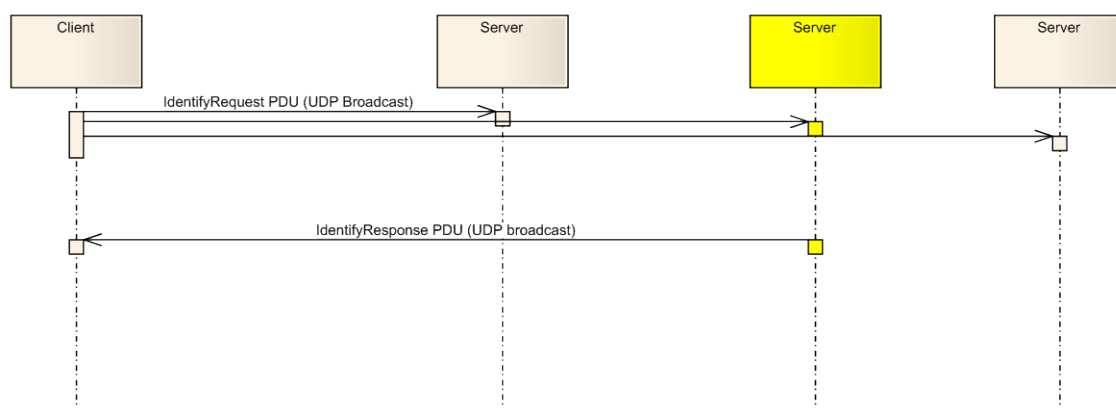 Client
Server
Server
Server
IdentifyRequest PDU (UDP Broadcast)
IdentifyResponse PDU (UDP broadcast)